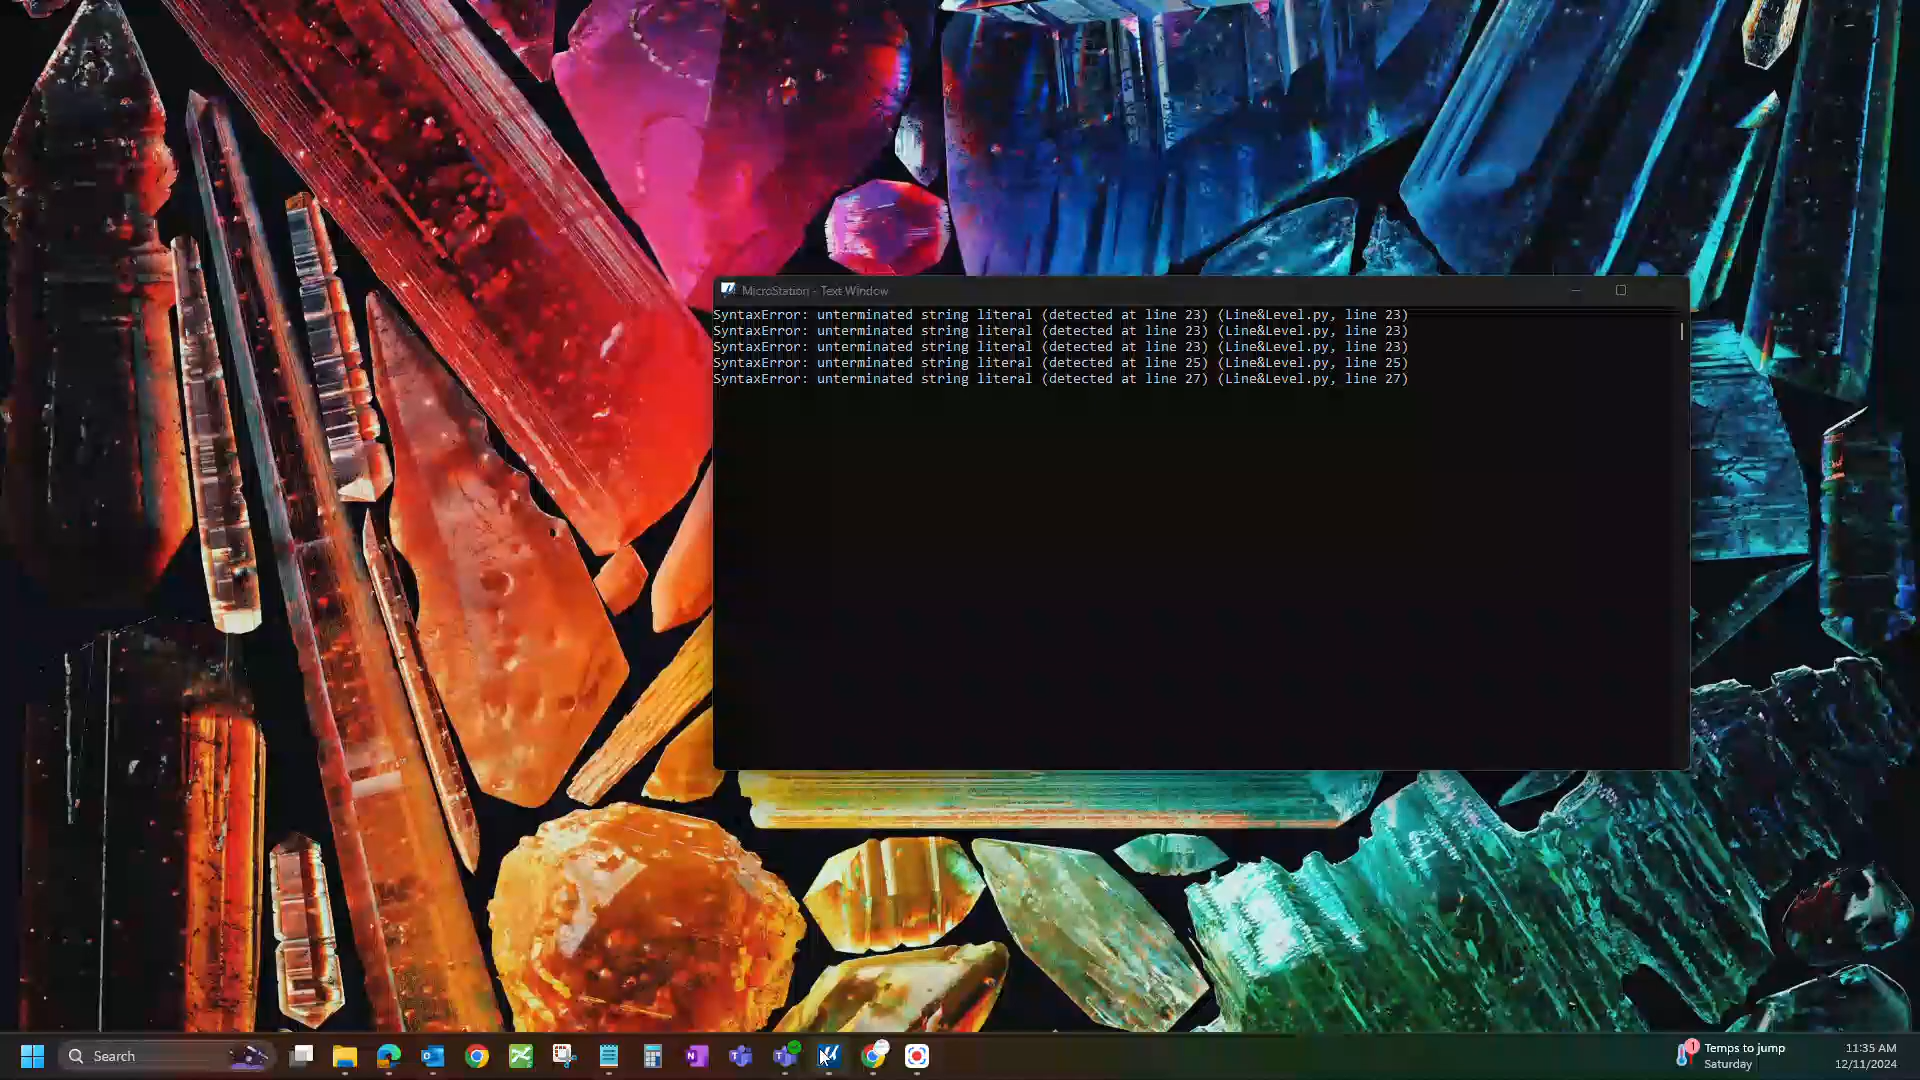 MicroStation - Text Window
SyntaxError: unterminated string literal (detected at line 23) (Line&Level.py, line 23)
SyntaxError: unterminated string literal (detected at line 23) (Line&Level.py, line 23)
SyntaxError: unterminated string literal (detected at line 23) (Line&Level.py, line 23)
SyntaxError: unterminated string literal (detected at line 25) (Line&Level.py, line 25)
SyntaxError: unterminated string literal (detected at line 27) (Line&Level.py, line 27)
Search
1
Temps to jump
Saturday
11:35 AM
12/11/2024